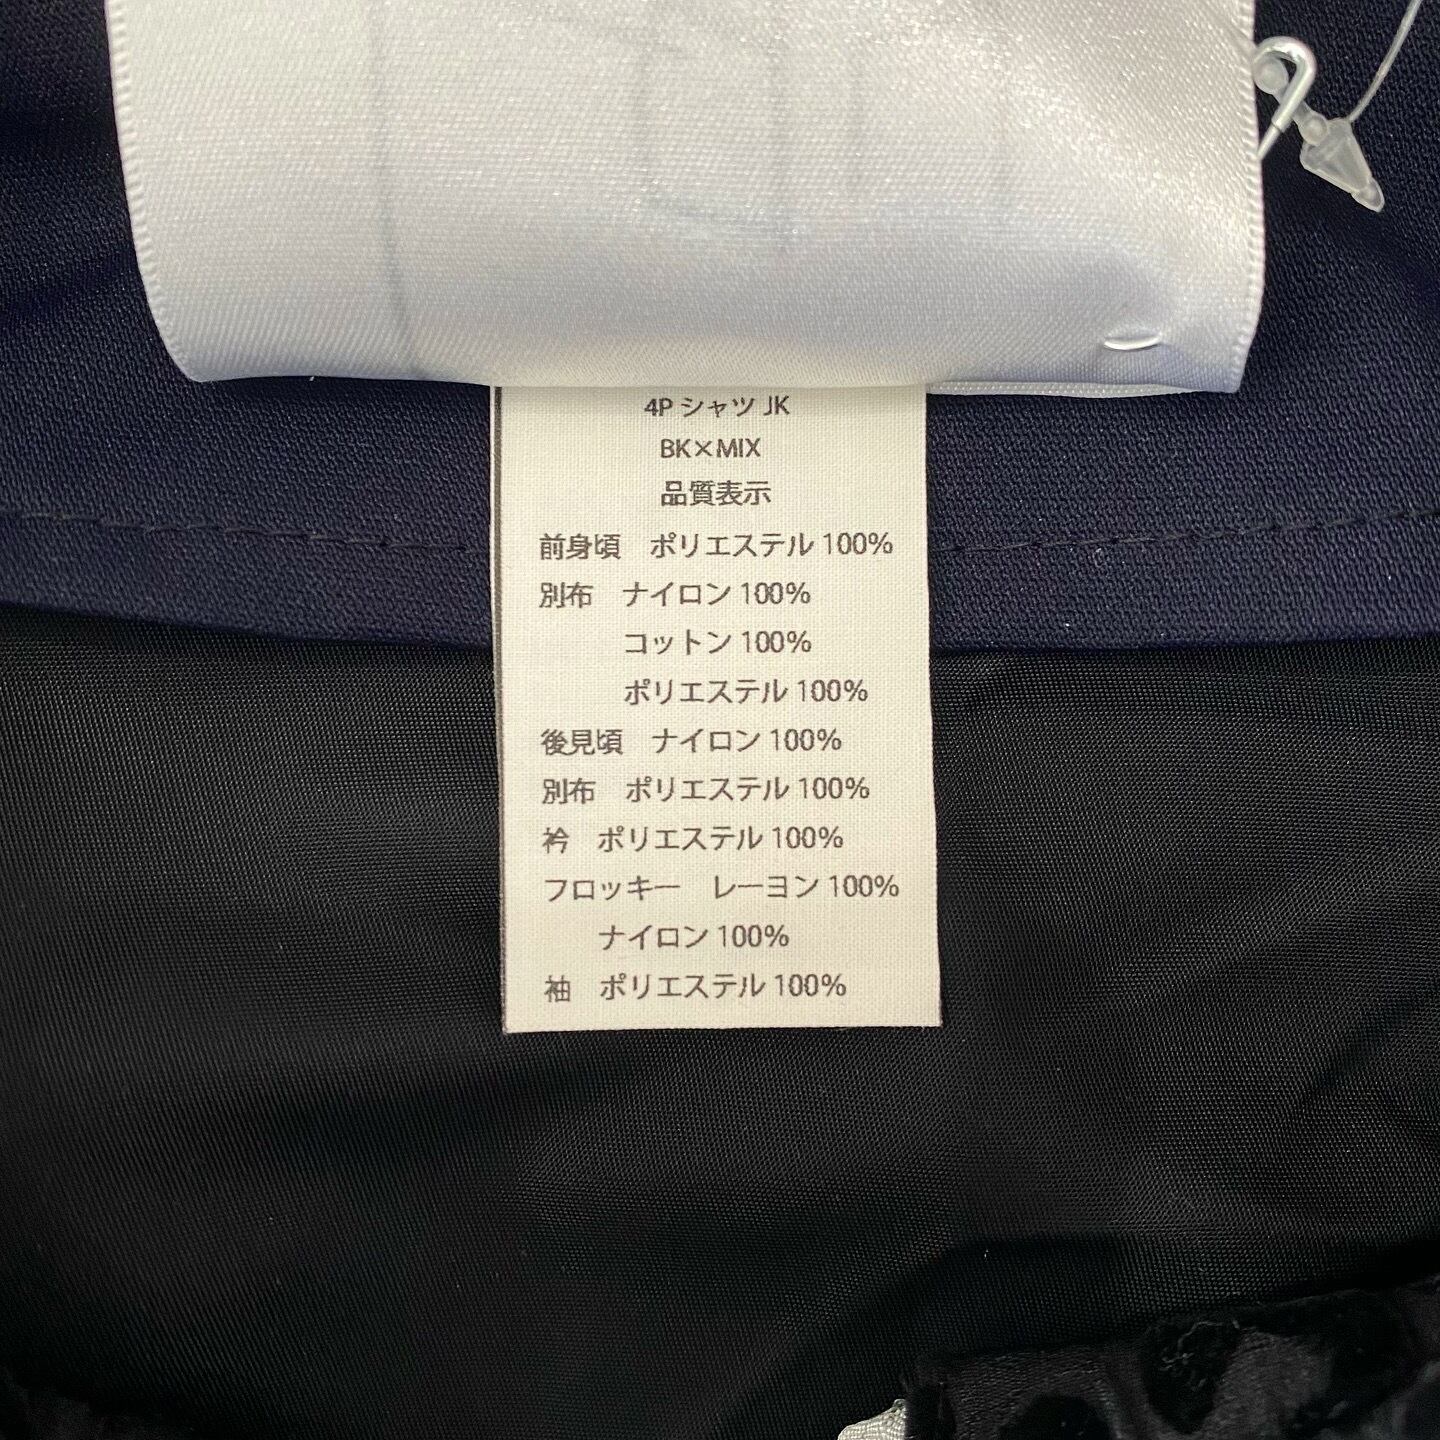 4P シャツ JK
BK×MIX
品質表示
前身頃 ポリエステル 100%
別布 ナイロン 100%
コットン 100%
ポリエステル 100%
後見頃 ナイロン 100%
別布 ポリエステル 100%
衿 ポリエステル 100%
フロッキー レーヨン 100%
ナイロン 100%
袖 ポリエステル 100%